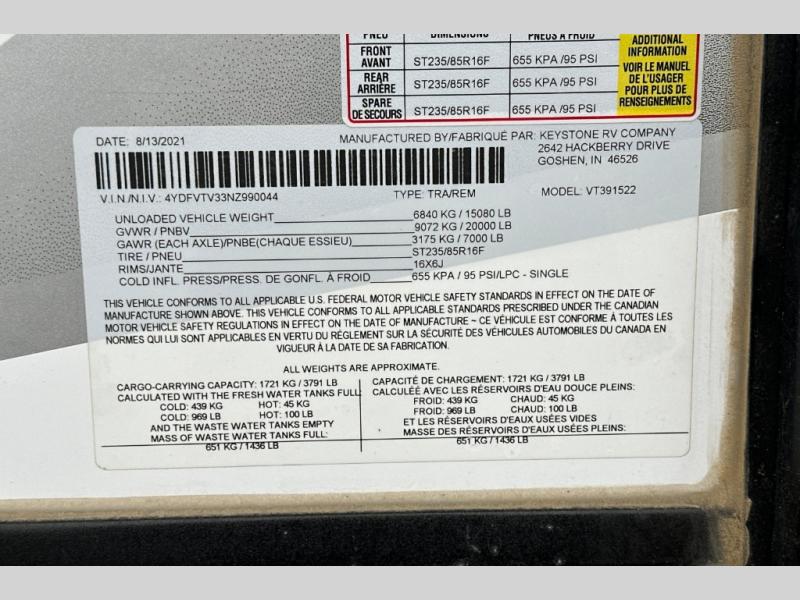 PNEU DIMENSIONS PNEUS À FROID
FRONT
AVANT ST235/85R16F 655 KPA /95 PSI
REAR
ARRIÈRE ST235/85R16F 655 KPA /95 PSI
SPARE
DE SECOURS ST235/85R16F 655 KPA /95 PSI
ADDITIONAL
INFORMATION
VOIR LE MANUEL
DE L'USAGER
POUR PLUS DE
RENSEIGNEMENTS
DATE: 8/13/2021
MANUFACTURED BY/FABRIQUÉ PAR: KEYSTONE RV COMPANY
2642 HACKBERRY DRIVE
GOSHEN, IN 46526
V.I.N./N.I.V.: 4YDFVTV33NZ990044 TYPE: TRA/REM MODEL: VT391522
UNLOADED VEHICLE WEIGHT 6840 KG / 15080 LB
GVWR / PNBV 9072 KG / 20000 LB
GAWR (EACH AXLE)/PNBE(CHAQUE ESSIEU) 3175 KG / 7000 LB
TIRE / PNEU ST235/85R16F
RIMS/JANTE 16X6J
COLD INFL. PRESS/PRESS. DE GONFL. À FROID 655 KPA / 95 PSI/LPC - SINGLE
THIS VEHICLE CONFORMS TO ALL APPLICABLE U.S. FEDERAL MOTOR VEHICLE SAFETY STANDARDS IN EFFECT ON THE DATE OF
MANUFACTURE SHOWN ABOVE. THIS VEHICLE CONFORMS TO ALL APPLICABLE STANDARDS PRESCRIBED UNDER THE CANADIAN
MOTOR VEHICLE SAFETY REGULATIONS IN EFFECT ON THE DATE OF MANUFACTURE ~ CE VÉHICULE EST CONFORME À TOUTES LES
NORMES QUI LUI SONT APPLICABLES EN VERTU DU RÉGLEMENT SUR LA SÉCURITÉ DES VÉHICULES AUTOMOBILES DU CANADA EN
VIGUEUR À LA DATE DE SA FABRICATION.
ALL WEIGHTS ARE APPROXIMATE.
CARGO-CARRYING CAPACITY: 1721 KG / 3791 LB
CALCULATED WITH THE FRESH WATER TANKS FULL
COLD: 439 KG HOT: 45 KG
COLD: 969 LB HOT: 100 LB
AND THE WASTE WATER TANKS EMPTY
MASS OF WASTE WATER TANKS FULL:
651 KG / 1436 LB
CAPACITÉ DE CHARGEMENT: 1721 KG / 3791 LB
CALCULÉE AVEC LES RÉSERVOIRS D'EAU DOUCE PLEINS:
FROID: 439 KG CHAUD: 45 KG
FROID: 969 LB CHAUD: 100 LB
ET LES RÉSERVOIRS D'EAUX USÉES VIDES
MASSE DES RÉSERVOIRS D'EAUX USÉES PLEINS:
651 KG / 1436 LB